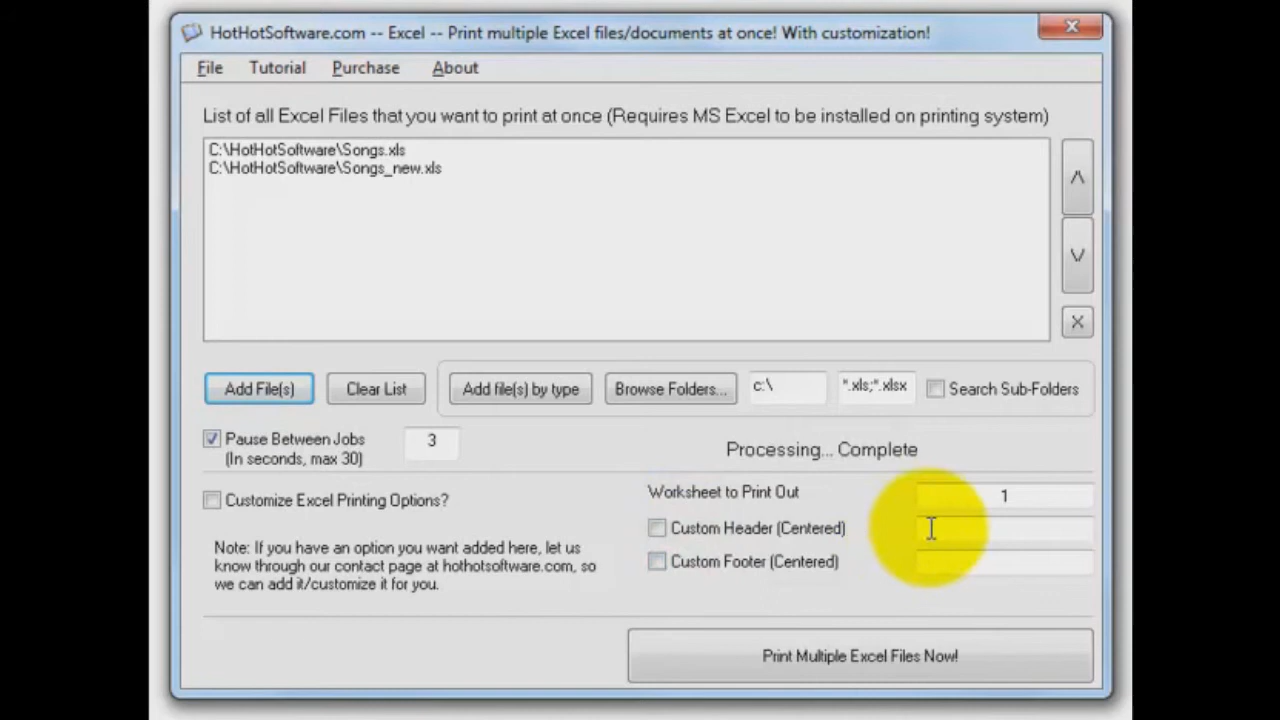 HotHotSoftware.com -- Excel -- Print multiple Excel files/documents at once! With customization!
File Tutorial Purchase About
List of all Excel Files that you want to print at once (Requires MS Excel to be installed on printing system)
C:\HotHotSoftware\Songs.xls
C:\HotHotSoftware\Songs_new.xls
/\
\/
X
Add File(s) Clear List Add file(s) by type Browse Folders... c:\ *.xls;*.xlsx Search Sub-Folders
Pause Between Jobs 3
(In seconds, max 30)
Processing... Complete
Worksheet to Print Out 1
Customize Excel Printing Options?
Custom Header (Centered)
Custom Footer (Centered)
Note: If you have an option you want added here, let us
know through our contact page at hothotsoftware.com, so
we can add it/customize it for you.
Print Multiple Excel Files Now!